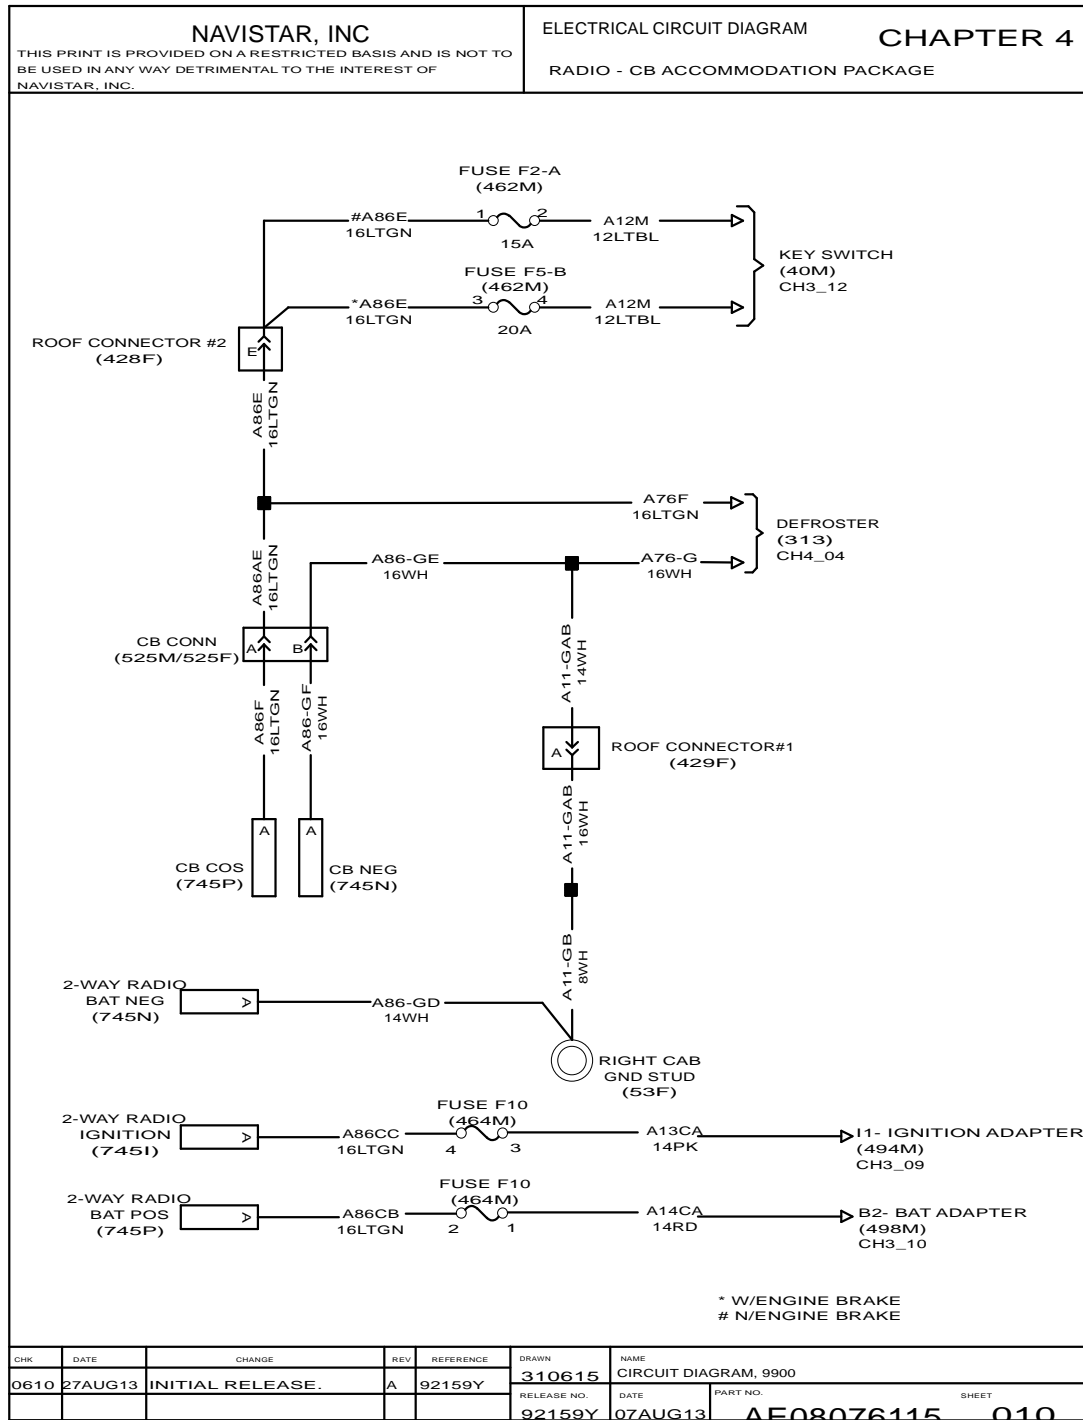 NAVISTAR, INC
THIS PRINT IS PROVIDED ON A RESTRICTED BASIS AND IS NOT TO
BE USED IN ANY WAY DETRIMENTAL TO THE INTEREST OF
NAVISTAR, INC.
ELECTRICAL CIRCUIT DIAGRAM
CHAPTER 4
RADIO - CB ACCOMMODATION PACKAGE
FUSE F2-A
(462M)
#A86E
16LTGN
1
2
15A
A12M
12LTBL
FUSE F5-B
(462M)
*A86E
16LTGN
3
4
20A
A12M
12LTBL
KEY SWITCH
(40M)
CH3_12
ROOF CONNECTOR #2
(428F)
E
A86E
16LTGN
A76F
16LTGN
A86-GE
16WH
A76-G
16WH
DEFROSTER
(313)
CH4_04
A86AE
16LTGN
CB CONN
(525M/525F)
A
B
A11-GAB
14WH
A86F
16LTGN
A86-GF
16WH
A
ROOF CONNECTOR#1
(429F)
A11-GAB
16WH
A
A
CB COS
(745P)
CB NEG
(745N)
A11-GB
8WH
2-WAY RADIO
BAT NEG
(745N)
A
A86-GD
14WH
RIGHT CAB
GND STUD
(53F)
2-WAY RADIO
IGNITION
(745I)
A
A86CC
16LTGN
FUSE F10
(464M)
4
3
A13CA
14PK
I1- IGNITION ADAPTER
(494M)
CH3_09
2-WAY RADIO
BAT POS
(745P)
A
A86CB
16LTGN
FUSE F10
(464M)
2
1
A14CA
14RD
B2- BAT ADAPTER
(498M)
CH3_10
* W/ENGINE BRAKE
# N/ENGINE BRAKE
CHK DATE CHANGE REV REFERENCE
0610 27AUG13 INITIAL RELEASE. A 92159Y
DRAWN
310615
NAME
CIRCUIT DIAGRAM, 9900
RELEASE NO.
92159Y
DATE
07AUG13
PART NO.
AE08076115
SHEET
010